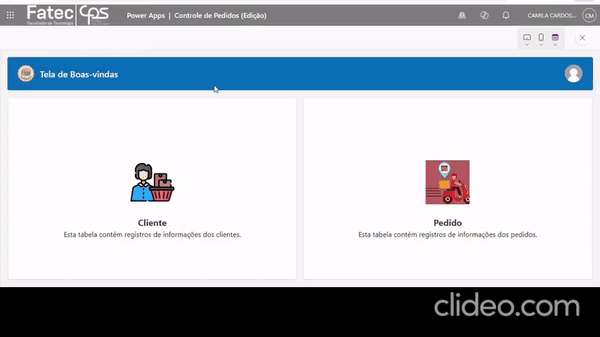 Fatec
Faculdade de Tecnologia
Cps
Power Apps | Controle de Pedidos (Edição)
CAMILA CARDOS...
CM
Tela de Boas-vindas
Cliente
Esta tabela contém registros de informações dos clientes.
Pedido
Esta tabela contém registros de informações dos pedidos.
clideo.com